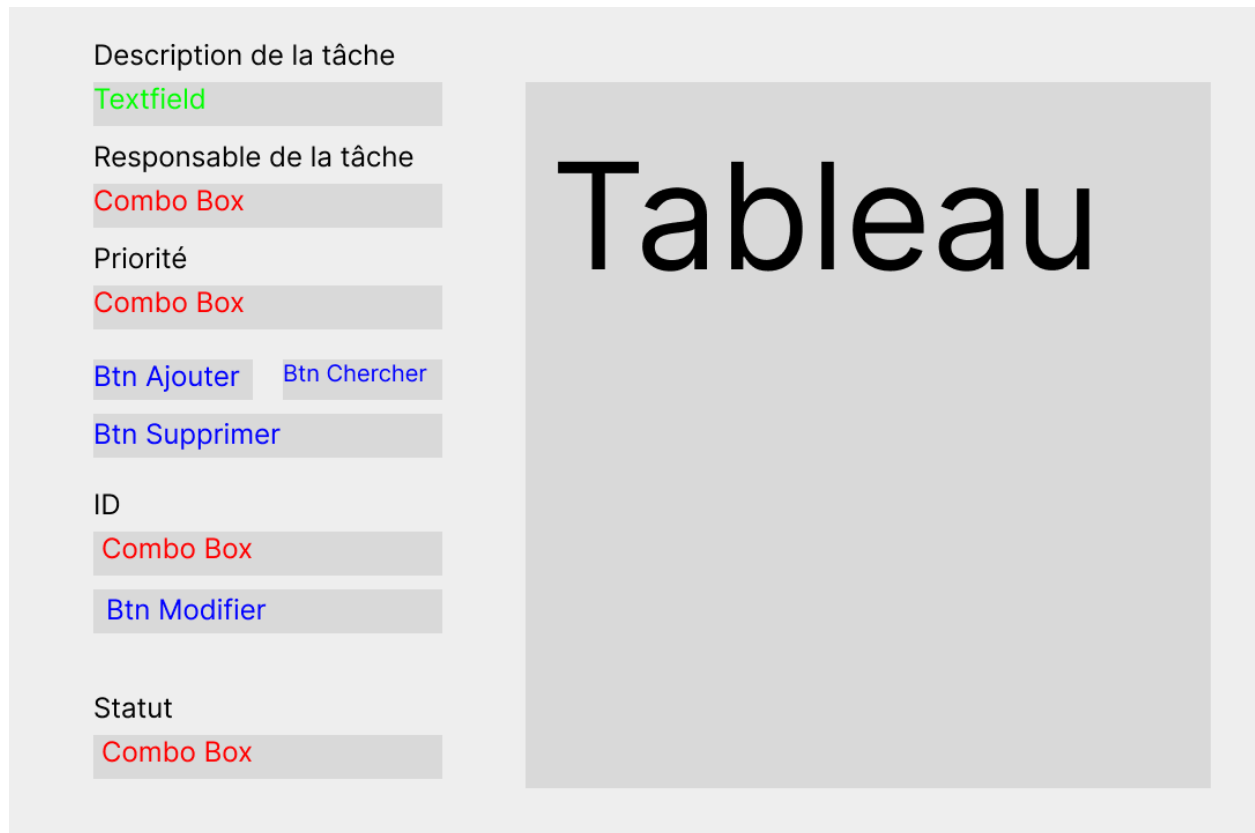 Description de la tâche
Textfield
Responsable de la tâche
Combo Box
Priorité
Combo Box
Btn Ajouter
Btn Chercher
Btn Supprimer
ID
Combo Box
Btn Modifier
Statut
Combo Box
Tableau